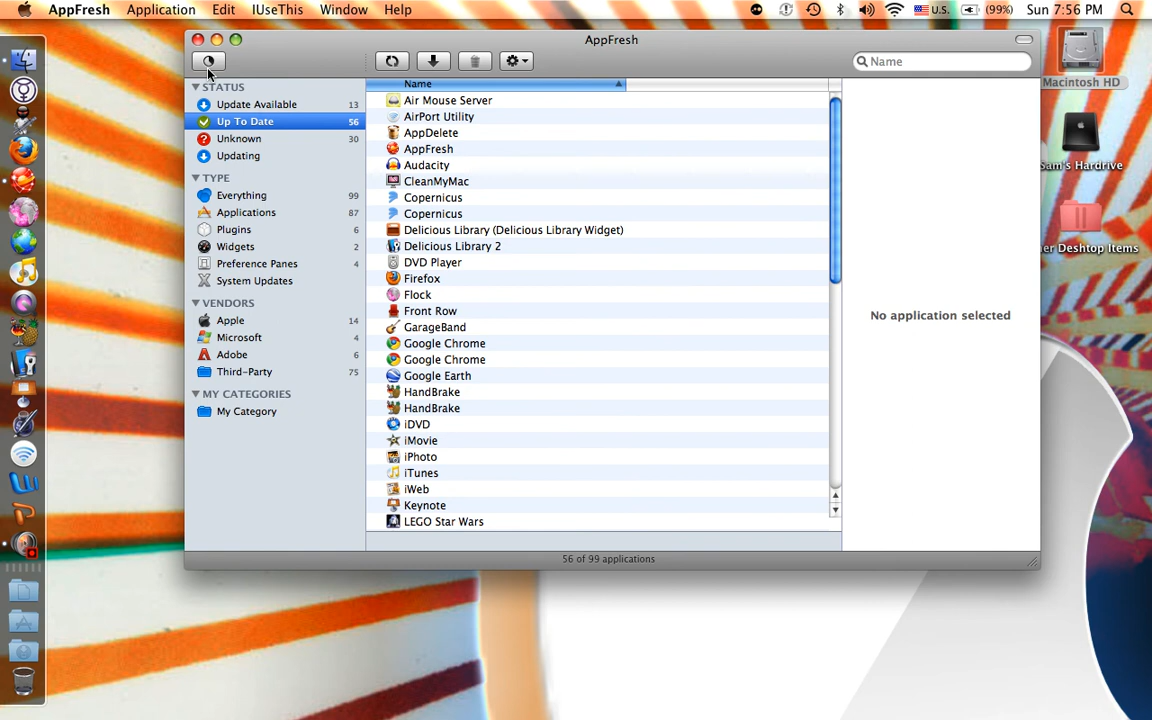 AppFresh Application Edit IUseThis Window Help U.S. (99%) Sun 7:56 PM
AppFresh
Name
Macintosh HD
Sam's Hardrive
er Desktop Items
STATUS
Update Available 13
Up To Date 56
Unknown 30
Updating
TYPE
Everything 99
Applications 87
Plugins 6
Widgets 2
Preference Panes 4
System Updates
VENDORS
Apple 14
Microsoft 4
Adobe 6
Third-Party 75
MY CATEGORIES
My Category
Name
Air Mouse Server
AirPort Utility
AppDelete
AppFresh
Audacity
CleanMyMac
Copernicus
Copernicus
Delicious Library (Delicious Library Widget)
Delicious Library 2
DVD Player
Firefox
Flock
Front Row
GarageBand
Google Chrome
Google Chrome
Google Earth
HandBrake
HandBrake
iDVD
iMovie
iPhoto
iTunes
iWeb
Keynote
LEGO Star Wars
No application selected
56 of 99 applications